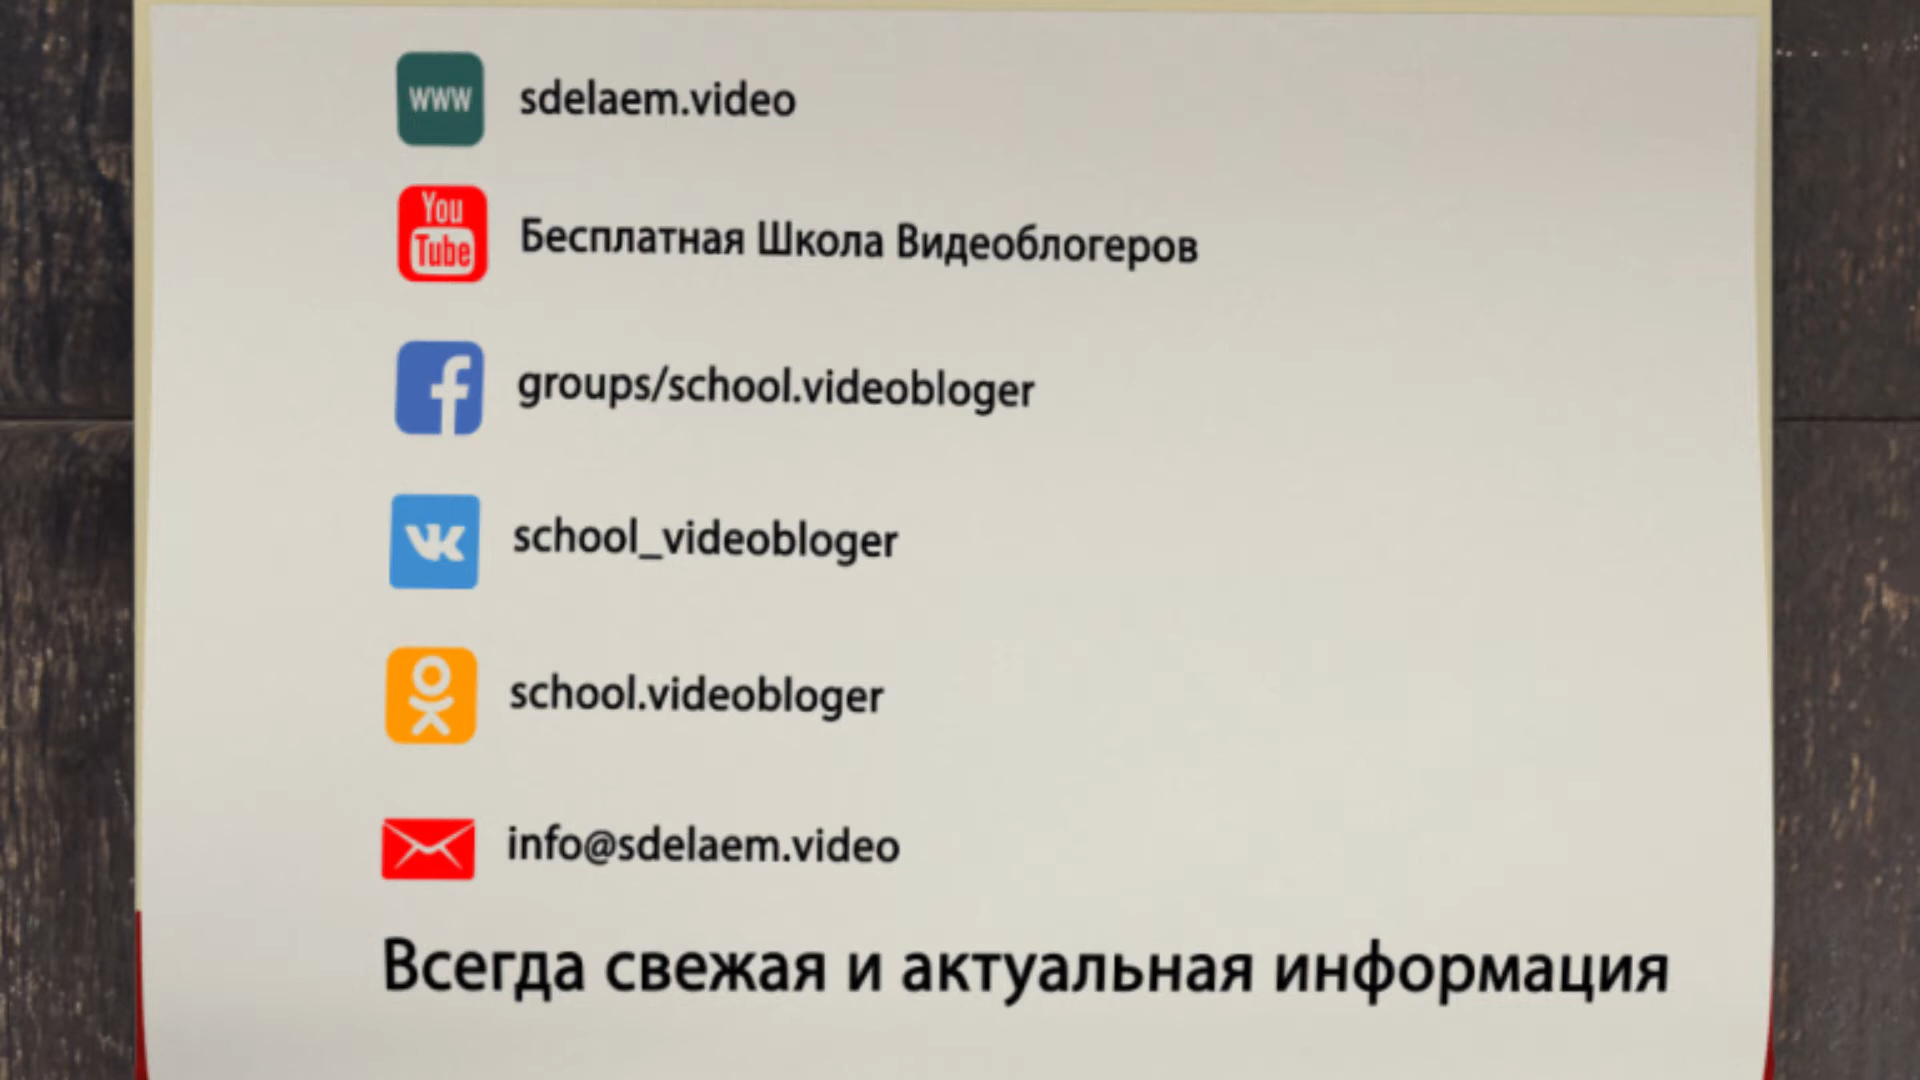 www sdelaem.video
You Tube Бесплатная Школа Видеоблогеров
f groups/school.videobloger
VK school_videobloger
school.videobloger
info@sdelaem.video
Всегда свежая и актуальная информация